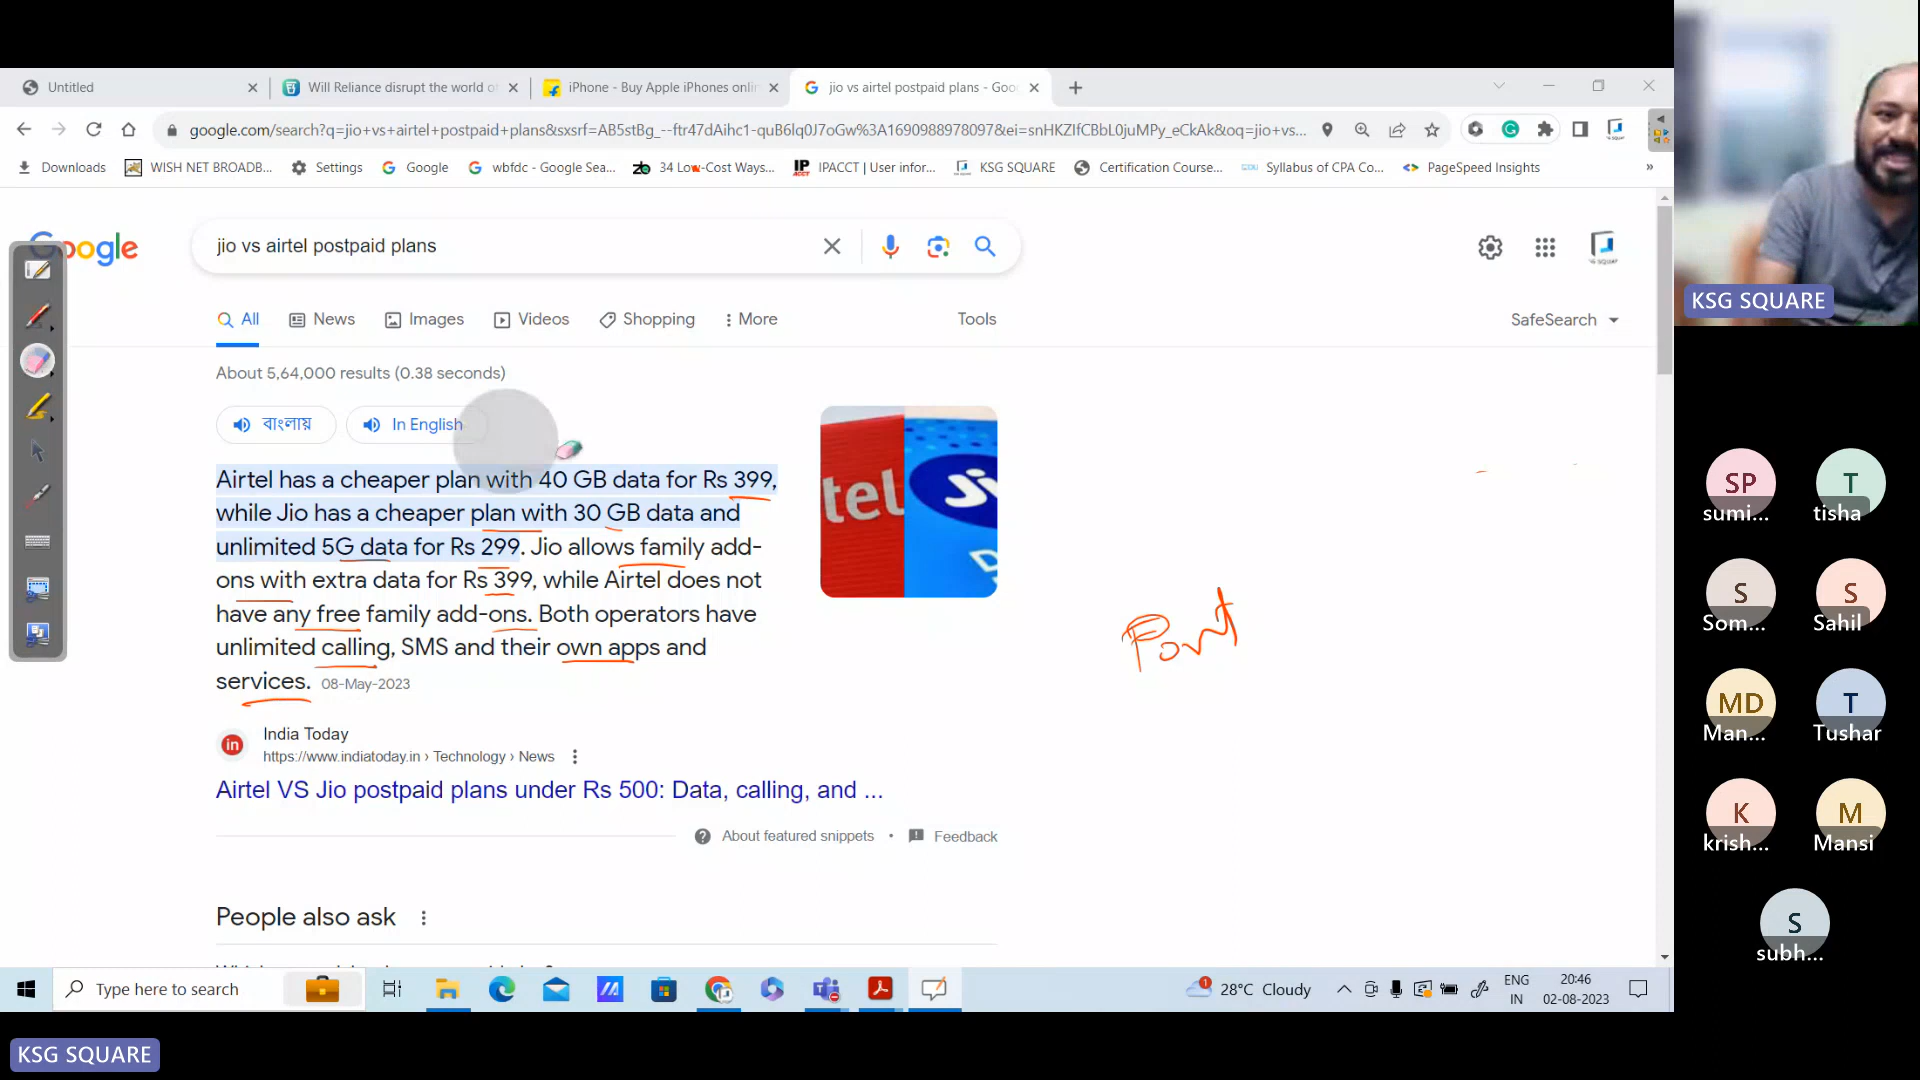 Untitled
Will Reliance disrupt the world of
iPhone - Buy Apple iPhones onlin
jio vs airtel postpaid plans - Goo
google.com/search?q=jio+vs+airtel+postpaid+plans&sxsrf=AB5stBg_--ftr47dAihc1-quB6lq0J7oGw%3A1690988978097&ei=snHKZIfCBbL0juMPy_eCkAk&oq=jio+vs...
Downloads
WISH NET BROADB...
Settings
Google
wbfdc - Google Sea...
34 Low-Cost Ways...
IPACCT | User infor...
KSG SQUARE
Certification Course...
Syllabus of CPA Co...
PageSpeed Insights
»
Google
jio vs airtel postpaid plans
All
News
Images
Videos
Shopping
More
Tools
SafeSearch
About 5,64,000 results (0.38 seconds)
বাংলায়
In English
Airtel has a cheaper plan with 40 GB data for Rs 399,
while Jio has a cheaper plan with 30 GB data and
unlimited 5G data for Rs 299. Jio allows family add-
ons with extra data for Rs 399, while Airtel does not
have any free family add-ons. Both operators have
unlimited calling, SMS and their own apps and
services. 08-May-2023
tel
Ji
Port
India Today
https://www.indiatoday.in › Technology › News
Airtel VS Jio postpaid plans under Rs 500: Data, calling, and ...
About featured snippets • Feedback
People also ask
KSG SQUARE
SP
sumi...
T
tisha
S
Som...
S
Sahil
MD
Man...
T
Tushar
K
krish...
M
Mansi
S
subh...
Type here to search
28°C Cloudy
ENG
IN
20:46
02-08-2023
KSG SQUARE